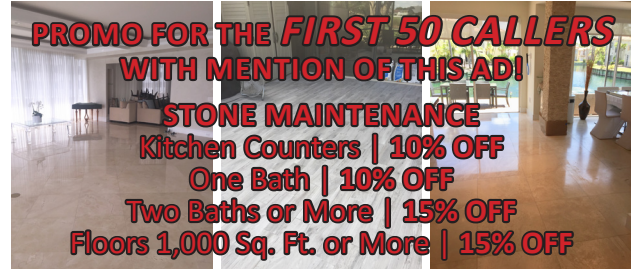 PROMO FOR THE FIRST 50 CALLERS
WITH MENTION OF THIS AD!
STONE MAINTENANCE
Kitchen Counters | 10% OFF
One Bath | 10% OFF
Two Baths or More | 15% OFF
Floors 1,000 Sq. Ft. or More | 15% OFF